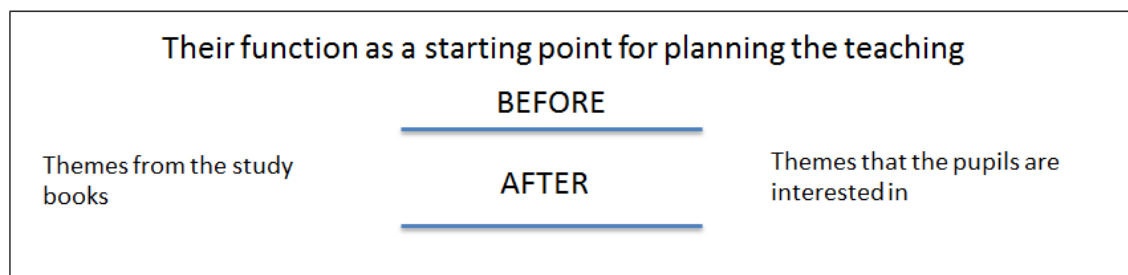 Their function as a starting point for planning the teaching
BEFORE
Themes from the study
books
AFTER
Themes that the pupils are
interested in